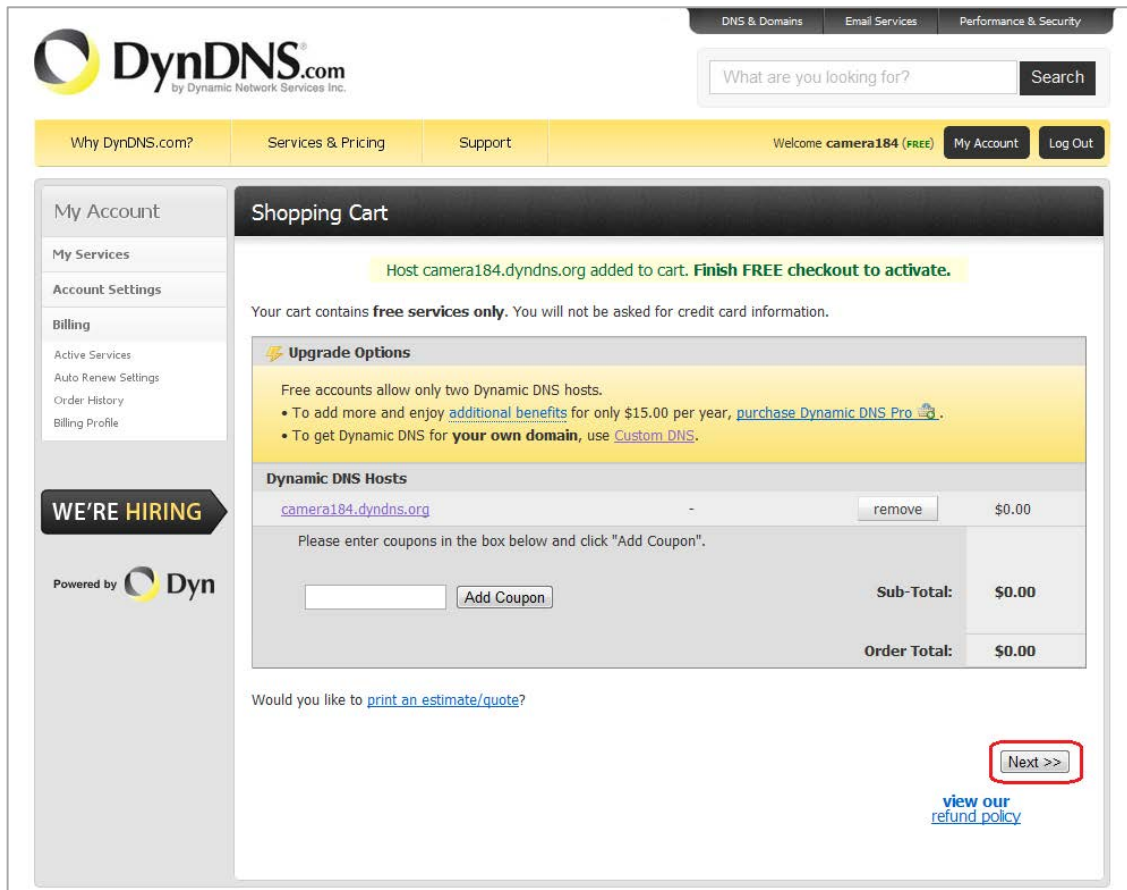 DNS & Domains Email Services Performance & Security
DynDNS.com
by Dynamic Network Services Inc.
What are you looking for? Search
Why DynDNS.com? Services & Pricing Support Welcome camera184 (FREE) My Account Log Out
My Account
My Services
Account Settings
Billing
Active Services
Auto Renew Settings
Order History
Billing Profile
WE'RE HIRING
Powered by Dyn
Shopping Cart
Host camera184.dyndns.org added to cart. Finish FREE checkout to activate.
Your cart contains free services only. You will not be asked for credit card information.
Upgrade Options
Free accounts allow only two Dynamic DNS hosts.
• To add more and enjoy additional benefits for only $15.00 per year, purchase Dynamic DNS Pro .
• To get Dynamic DNS for your own domain, use Custom DNS.
Dynamic DNS Hosts
camera184.dyndns.org - remove $0.00
Please enter coupons in the box below and click "Add Coupon".
Add Coupon Sub-Total: $0.00
Order Total: $0.00
Would you like to print an estimate/quote?
Next >>
view our
refund policy